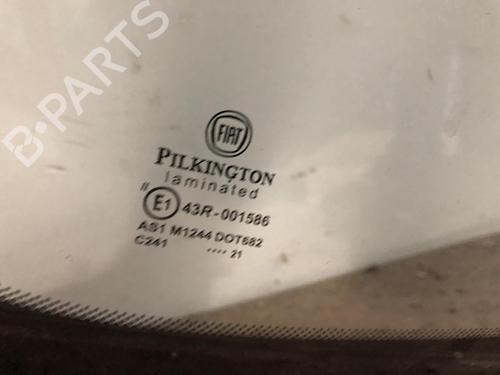 B-PARTS
FIAT
PILKINGTON
laminated
E1 43R-001586
AS1 M1244 DOT682
C241 .... 21